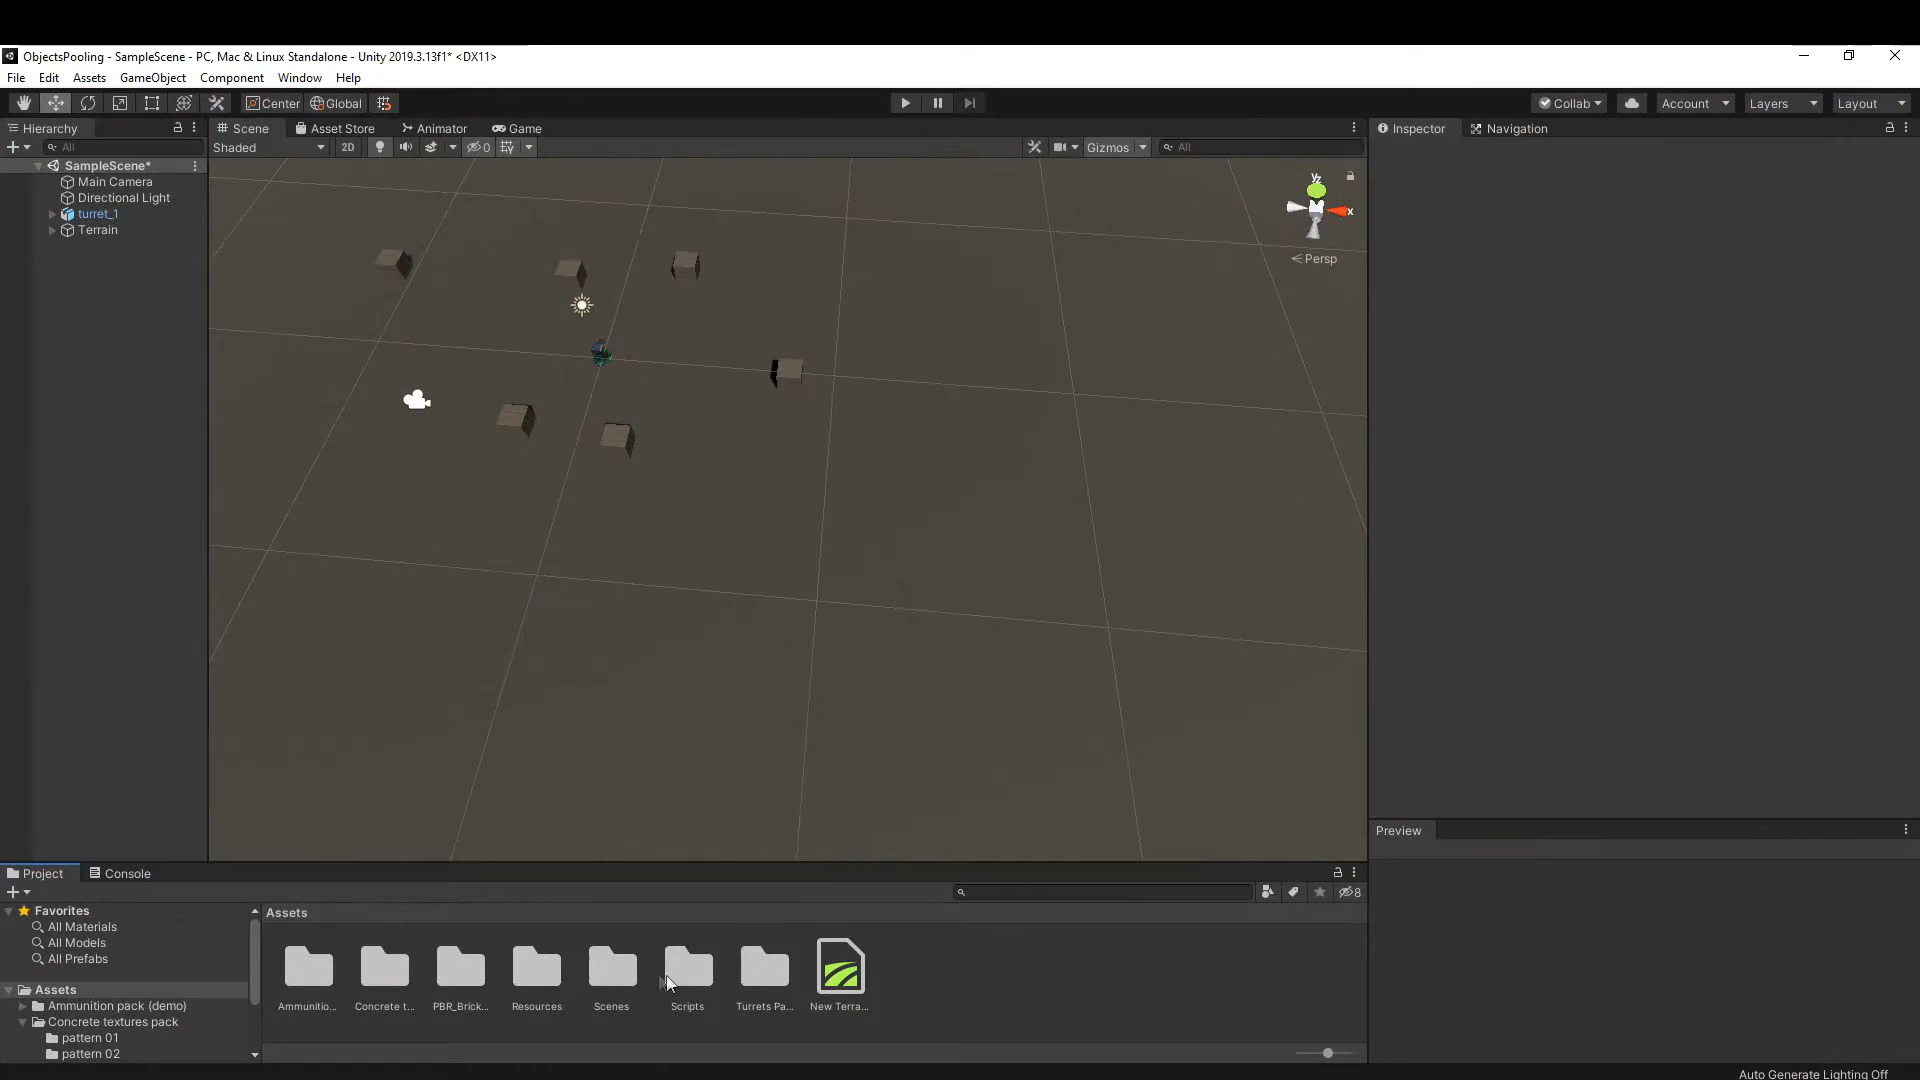 ObjectsPooling - SampleScene - PC, Mac & Linux Standalone - Unity 2019.3.13f1* <DX11>
File Edit Assets GameObject Component Window Help
Center Global Collab Account Layers Layout
Hierarchy Scene Asset Store Animator Game Inspector Navigation
All Shaded 2D 0 Gizmos All
SampleScene*
Main Camera
Directional Light
turret_1
Terrain
y z
x
Persp
Preview
Project Console
8
Favorites Assets
All Materials
All Models
All Prefabs
Assets
Ammunition pack (demo)
Concrete textures pack
pattern 01
pattern 02
Ammunitio... Concrete t... PBR_Brick... Resources Scenes Scripts Turrets Pa... New Terra...
Auto Generate Lighting Off